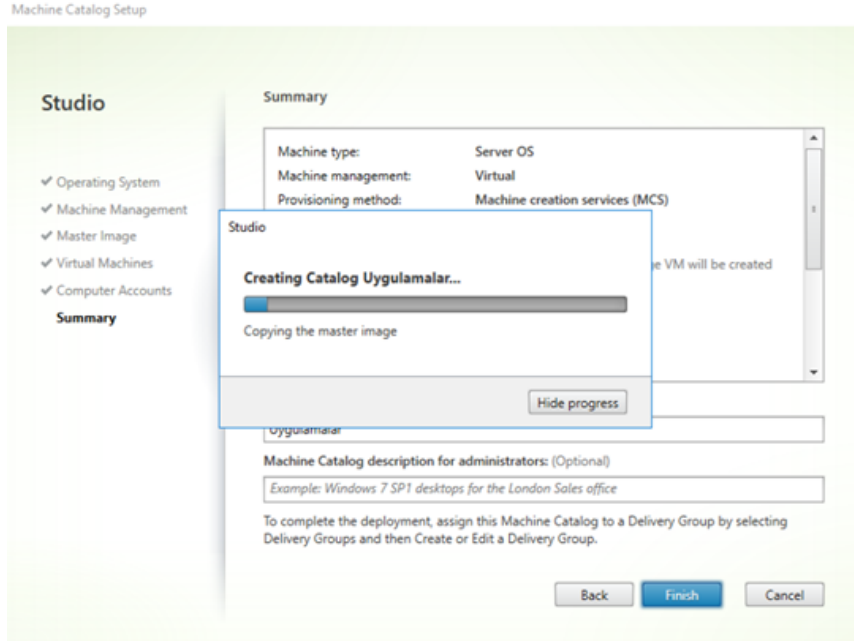 Machine Catalog Setup
Studio
✔ Operating System
✔ Machine Management
✔ Master Image
✔ Virtual Machines
✔ Computer Accounts
Summary
Summary
Machine type: Server OS
Machine management: Virtual
Provisioning method: Machine creation services (MCS)
VM will be created
Studio
Creating Catalog Uygulamalar...
Copying the master image
Hide progress
Uygulamalar
Machine Catalog description for administrators: (Optional)
Example: Windows 7 SP1 desktops for the London Sales office
To complete the deployment, assign this Machine Catalog to a Delivery Group by selecting
Delivery Groups and then Create or Edit a Delivery Group.
Back Finish Cancel